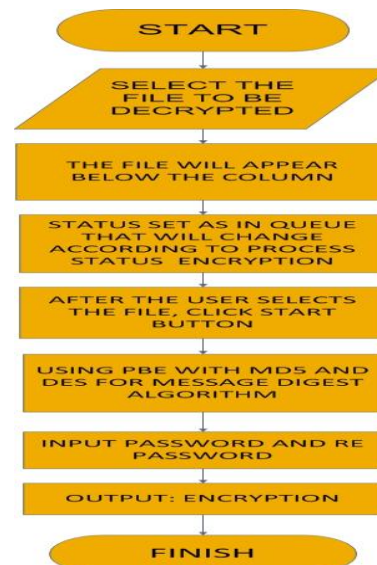 START
SELECT THE
FILE TO BE
DECRYPTED
THE FILE WILL APPEAR
BELOW THE COLUMN
STATUS SET AS IN QUEUE
THAT WILL CHANGE
ACCORDING TO PROCESS
STATUS ENCRYPTION
AFTER THE USER SELECTS
THE FILE, CLICK START
BUTTON
USING PBE WITH MD5 AND
DES FOR MESSAGE DIGEST
ALGORITHM
INPUT PASSWORD AND RE
PASSWORD
OUTPUT: ENCRYPTION
FINISH